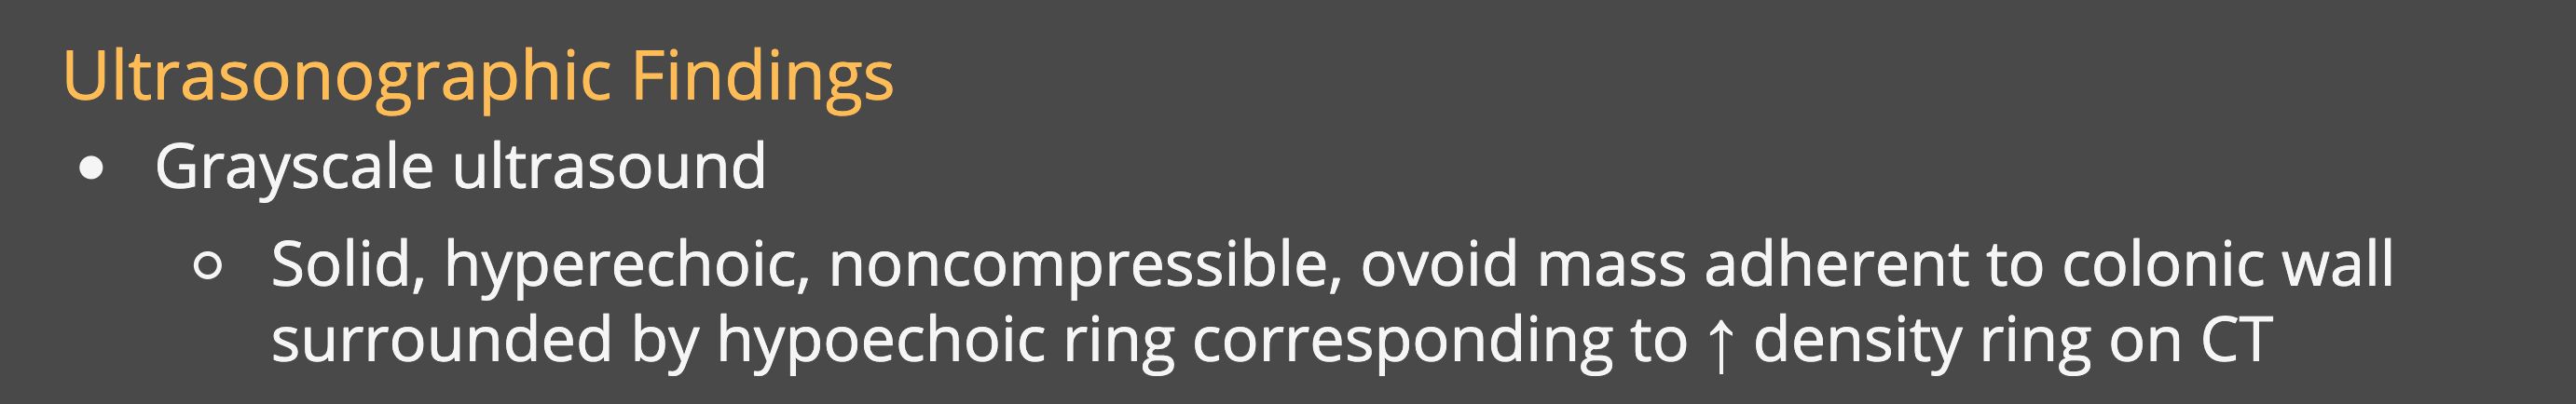 Ultrasonographic Findings
• Grayscale ultrasound
○ Solid, hyperechoic, noncompressible, ovoid mass adherent to colonic wall
surrounded by hypoechoic ring corresponding to ↑ density ring on CT